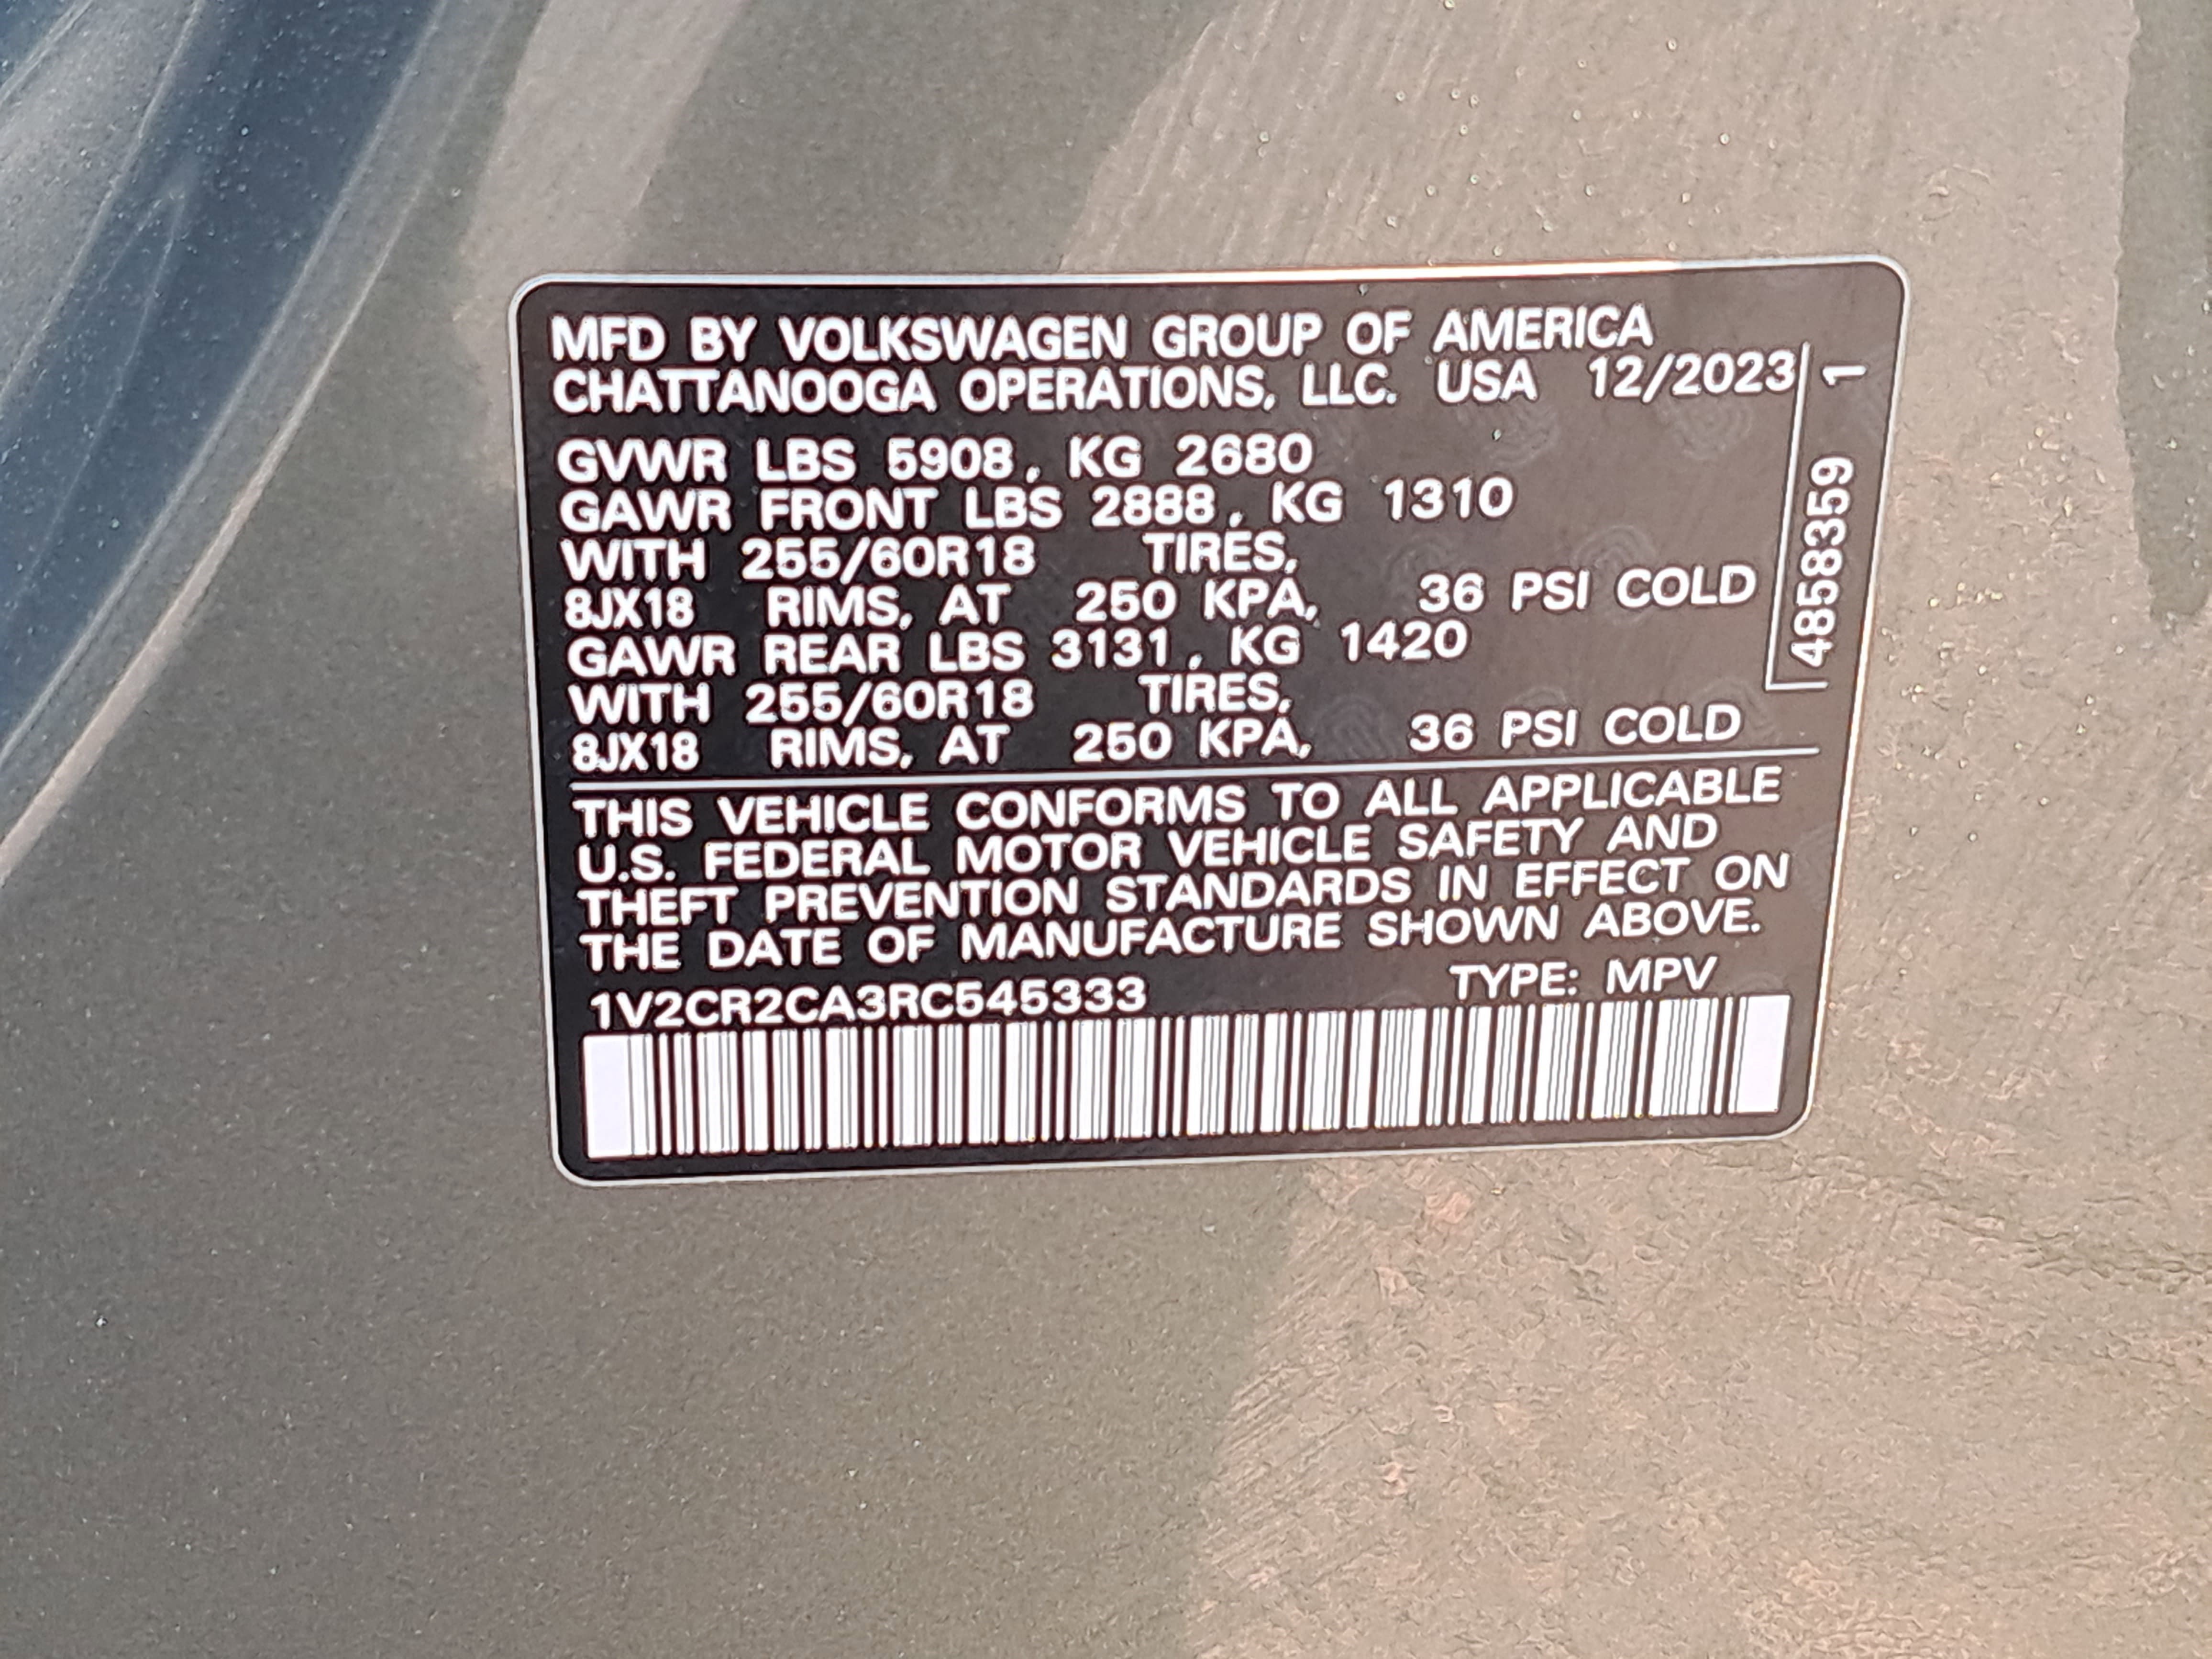 MFD BY VOLKSWAGEN GROUP OF AMERICA
CHATTANOOGA OPERATIONS, LLC. USA 12/2023
GVWR LBS 5908, KG 2680
GAWR FRONT LBS 2888, KG 1310
WITH 255/60R18 TIRES,
8JX18 RIMS, AT 250 KPA, 36 PSI COLD
GAWR REAR LBS 3131, KG 1420
WITH 255/60R18 TIRES,
8JX18 RIMS, AT 250 KPA, 36 PSI COLD
4858359 1
THIS VEHICLE CONFORMS TO ALL APPLICABLE
U.S. FEDERAL MOTOR VEHICLE SAFETY AND
THEFT PREVENTION STANDARDS IN EFFECT ON
THE DATE OF MANUFACTURE SHOWN ABOVE.
1V2CR2CA3RC545333 TYPE: MPV